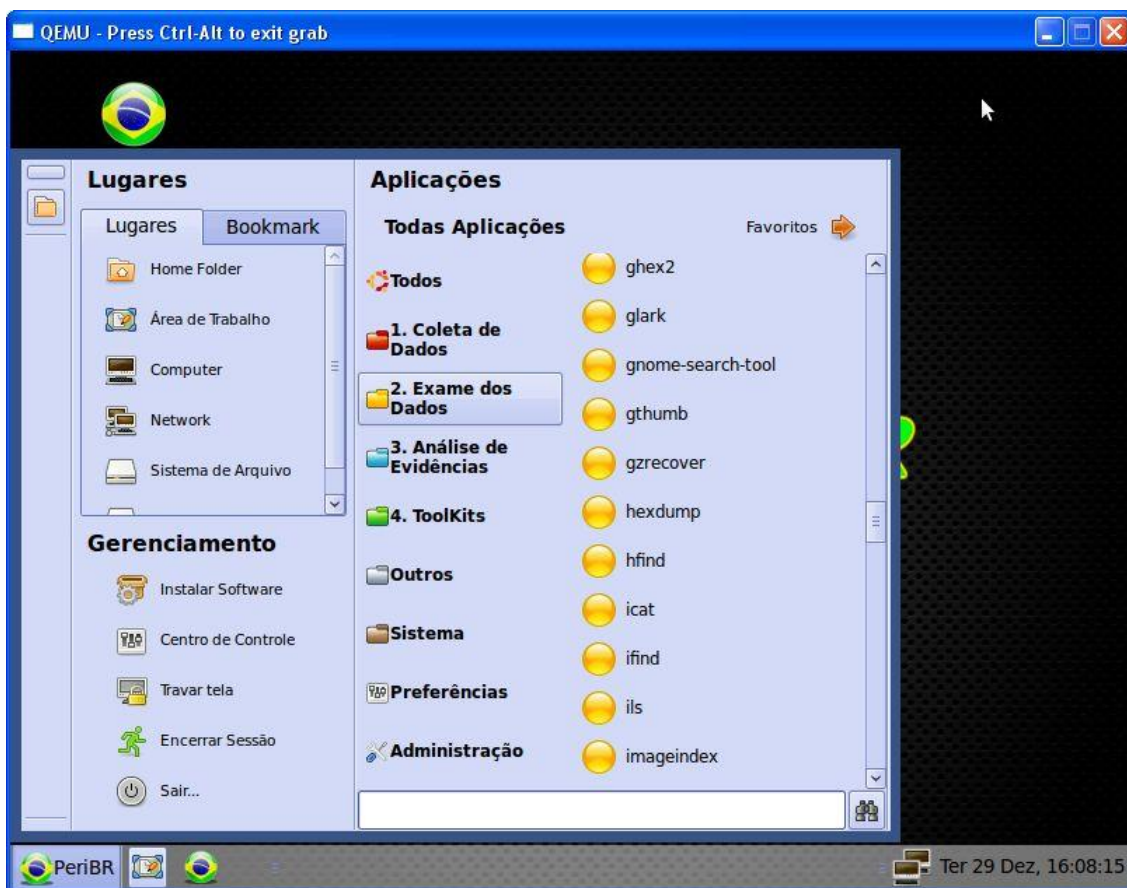 QEMU - Press Ctrl-Alt to exit grab
Lugares
Lugares
Bookmark
Home Folder
Área de Trabalho
Computer
Network
Sistema de Arquivo
Gerenciamento
Instalar Software
Centro de Controle
Travar tela
Encerrar Sessão
Sair...
Aplicações
Todas Aplicações
Favoritos
Todos
1. Coleta de
Dados
2. Exame dos
Dados
3. Análise de
Evidências
4. ToolKits
Outros
Sistema
Preferências
Administração
ghex2
glark
gnome-search-tool
gthumb
gzrecover
hexdump
hfind
icat
ifind
ils
imageindex
PeriBR
Ter 29 Dez, 16:08:15